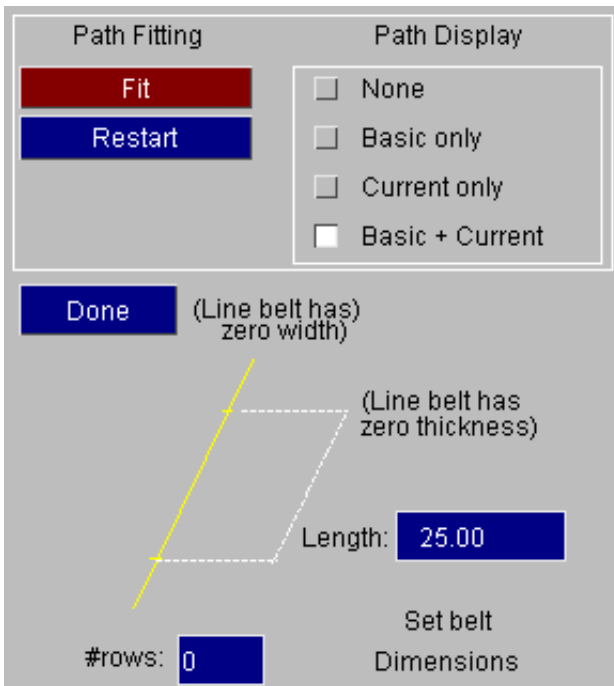 Path Fitting
Path Display
Fit
None
Restart
Basic only
Current only
Basic + Current
Done
(Line belt has)
zero width)
(Line belt has
zero thickness)
Length: 25.00
Set belt
#rows: 0
Dimensions